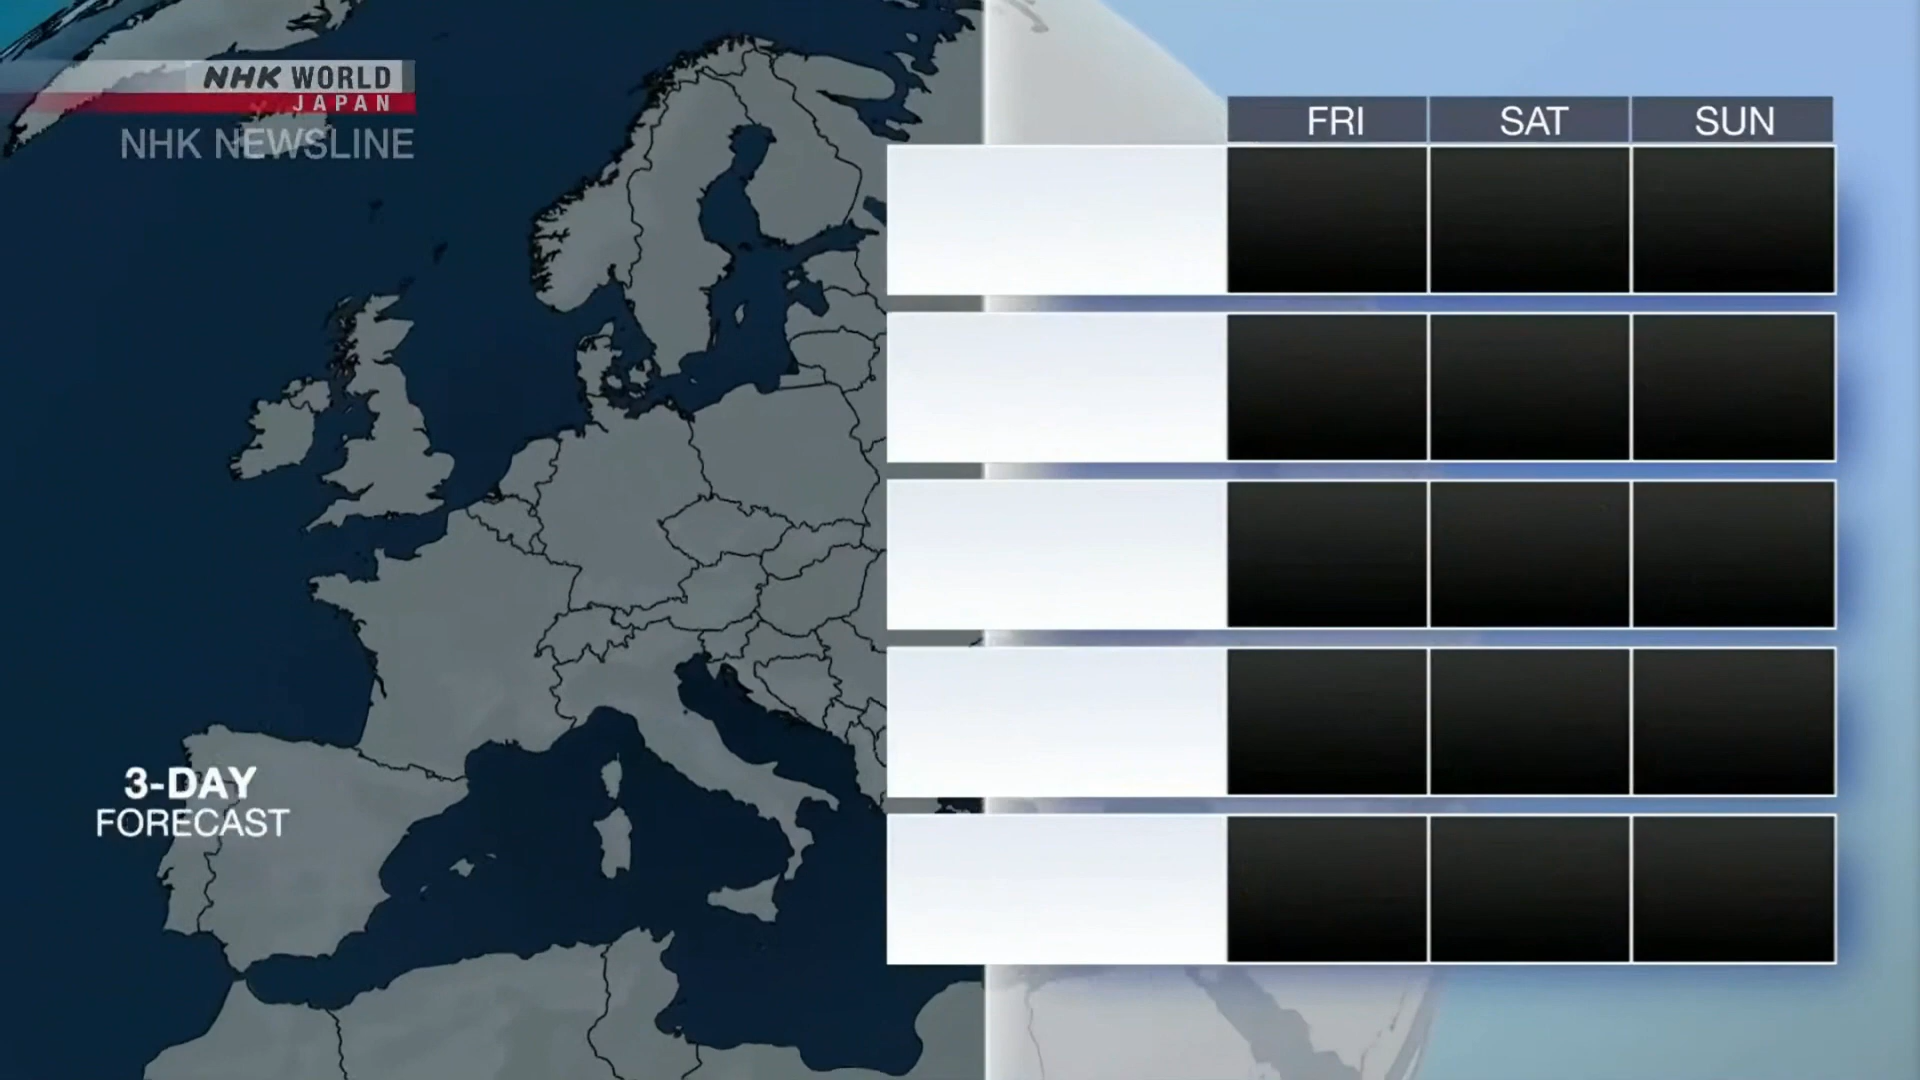 NHK WORLD
JAPAN
NHK NEWSLINE
FRI SAT SUN
3-DAY
FORECAST